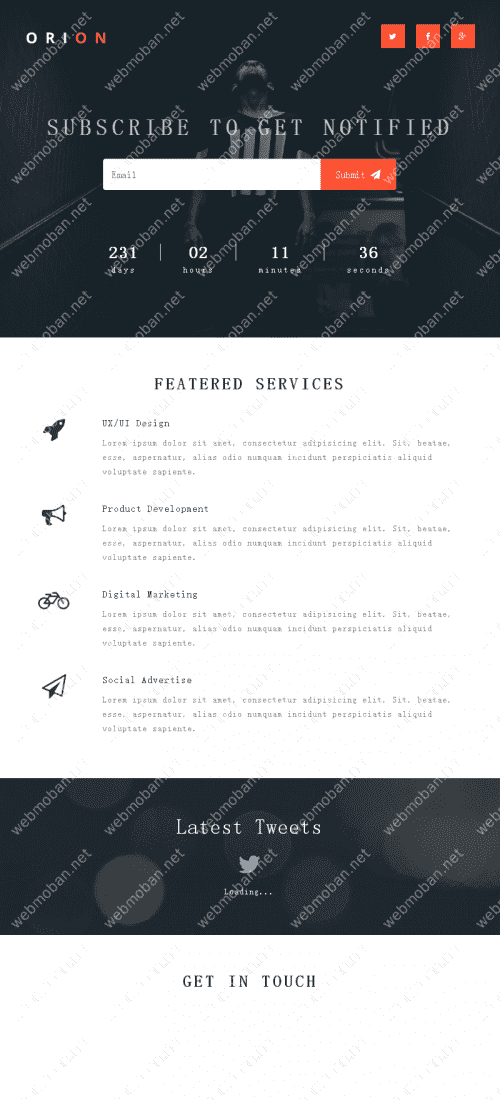 ORION
SUBSCRIBE TO GET NOTIFIED
Email
Submit
231 02 11 36
days hours minutes seconds
FEATERED SERVICES
UX/UI Design
Lorem ipsum dolor sit amet, consectetur adipisicing elit. Sit, beatae,
esse, aspernatur, alias odio numquam incidunt perspiciatis aliquid
voluptate sapiente.
Product Development
Lorem ipsum dolor sit amet, consectetur adipisicing elit. Sit, beatae,
esse, aspernatur, alias odio numquam incidunt perspiciatis aliquid
voluptate sapiente.
Digital Marketing
Lorem ipsum dolor sit amet, consectetur adipisicing elit. Sit, beatae,
esse, aspernatur, alias odio numquam incidunt perspiciatis aliquid
voluptate sapiente.
Social Advertise
Lorem ipsum dolor sit amet, consectetur adipisicing elit. Sit, beatae,
esse, aspernatur, alias odio numquam incidunt perspiciatis aliquid
voluptate sapiente.
Latest Tweets
Loading...
GET IN TOUCH
webmoban.net